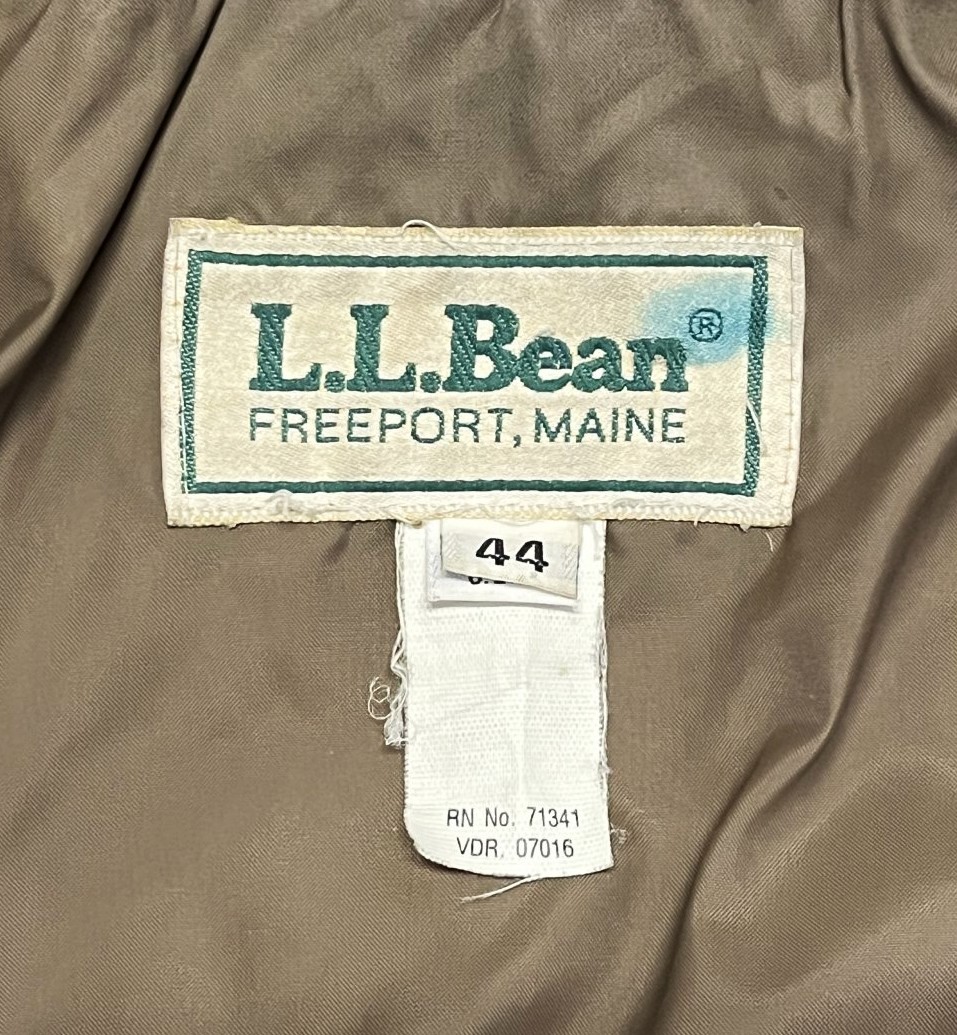 L.L.Bean®
FREEPORT, MAINE
44
RN No. 71341
VDR. 07016